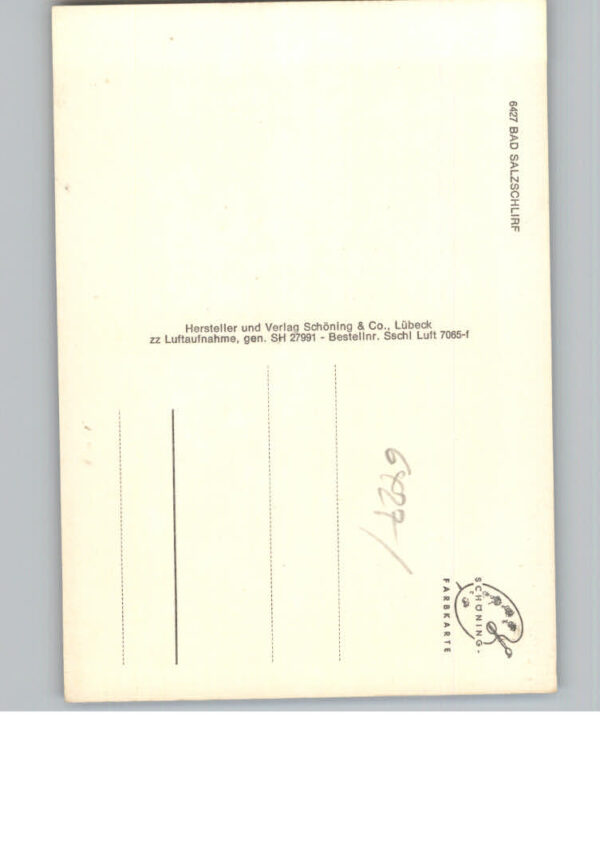 6427 BAD SALZSCHLIRF
Hersteller und Verlag Schöning & Co., Lübeck
zz Luftaufnahme, gen. SH 27991 - Bestellnr. Sschl Luft 7065-f
6427/
SCHÖNING-
FARBKARTE